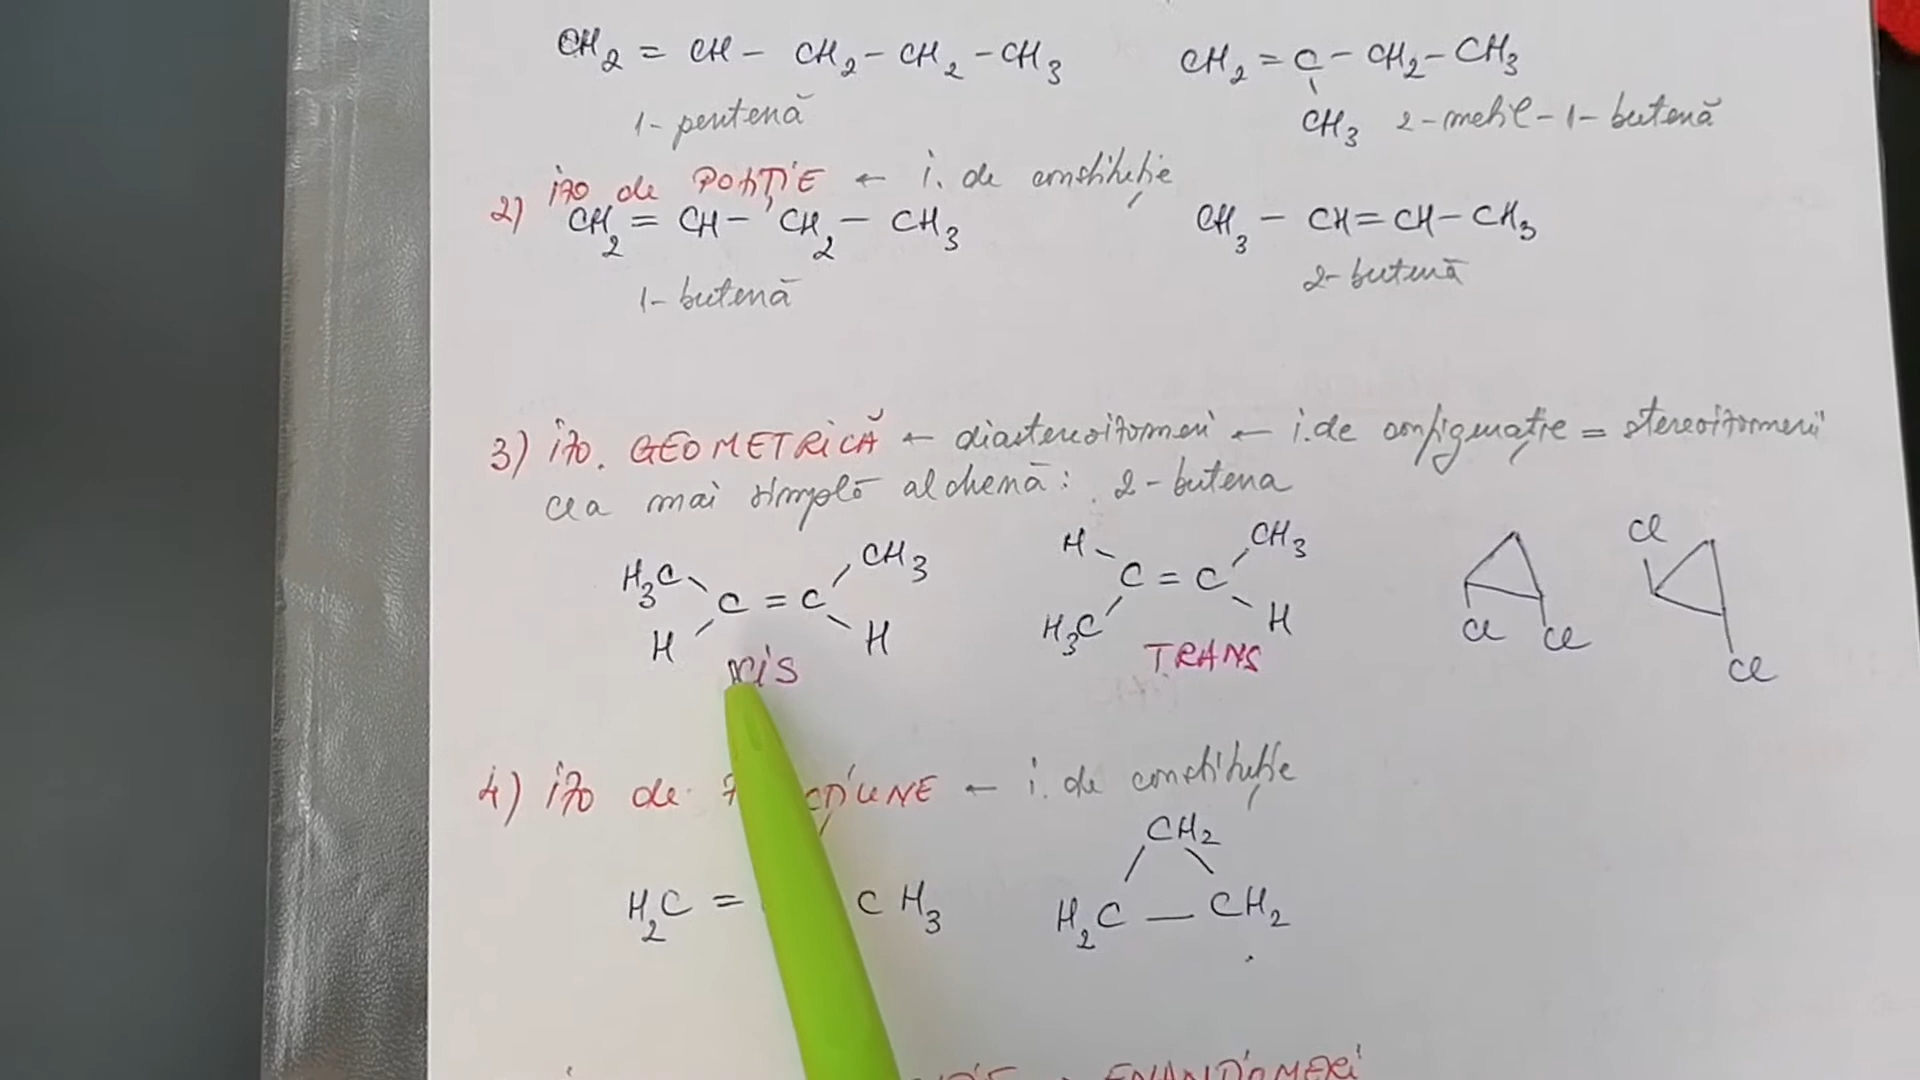 CH2 = CH - CH2 - CH2 - CH3 CH2 = C - CH2 - CH3
1-pentenă CH3 2-metil-1-butenă
2) izo de POZIȚIE ← i. de constituție
CH2 = CH - CH2 - CH3 CH3 - CH = CH - CH3
1-butenă 2-butenă
3) izo. GEOMETRICĂ ← diastereoizomeri ← i. de configurație = stereoizomeri
cea mai simplă alchenă: 2-butena
H3C CH3 H CH3 Cl
C = C C = C
H H H3C H Cl Cl
CIS TRANS Cl
4) izo de ← i. de constituție
CH2
H2C = CH3 H2C — CH2
ENANTIOMERI